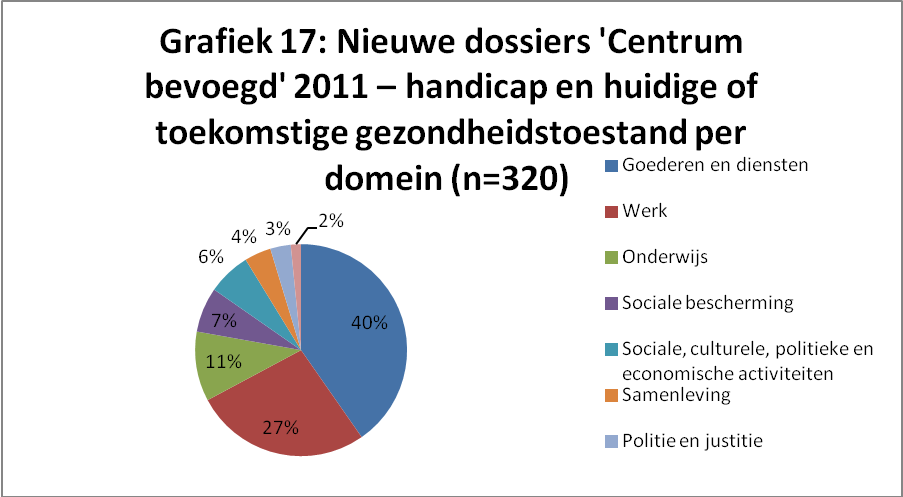 Grafiek 17: Nieuwe dossiers 'Centrum
bevoegd' 2011 – handicap en huidige of
toekomstige gezondheidstoestand per
domein (n=320)
Goederen en diensten
Werk
Onderwijs
Sociale bescherming
Sociale, culturele, politieke en
economische activiteiten
Samenleving
Politie en justitie
2%
3%
4%
6%
7%
11%
27%
40%